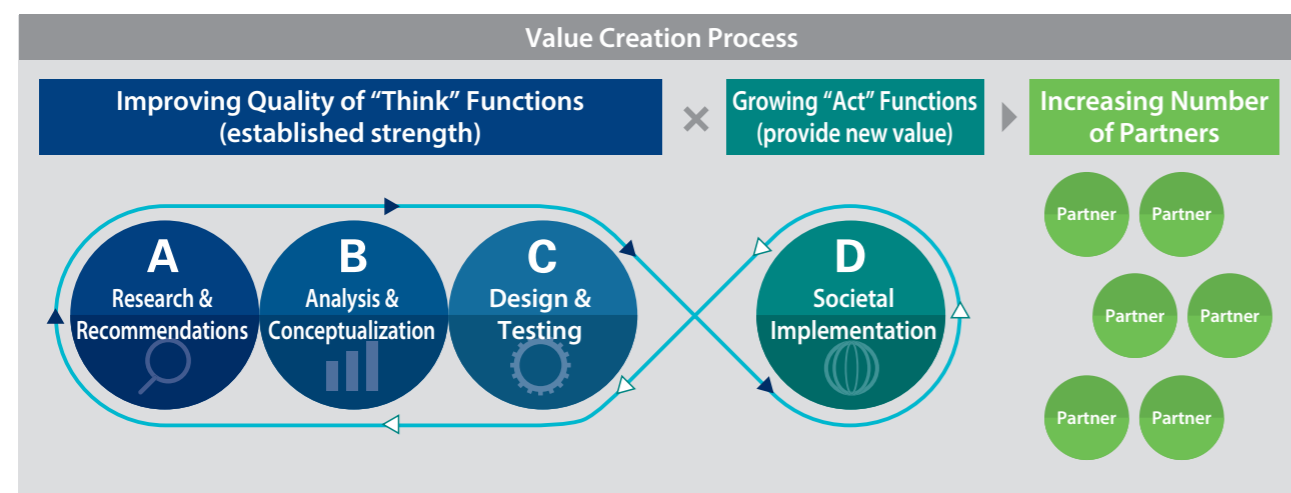 Value Creation Process
Improving Quality of “Think” Functions
(established strength)
×
Growing “Act” Functions
(provide new value)
Increasing Number
of Partners
A
Research &
Recommendations
B
Analysis &
Conceptualization
C
Design &
Testing
D
Societal
Implementation
Partner
Partner
Partner
Partner
Partner
Partner